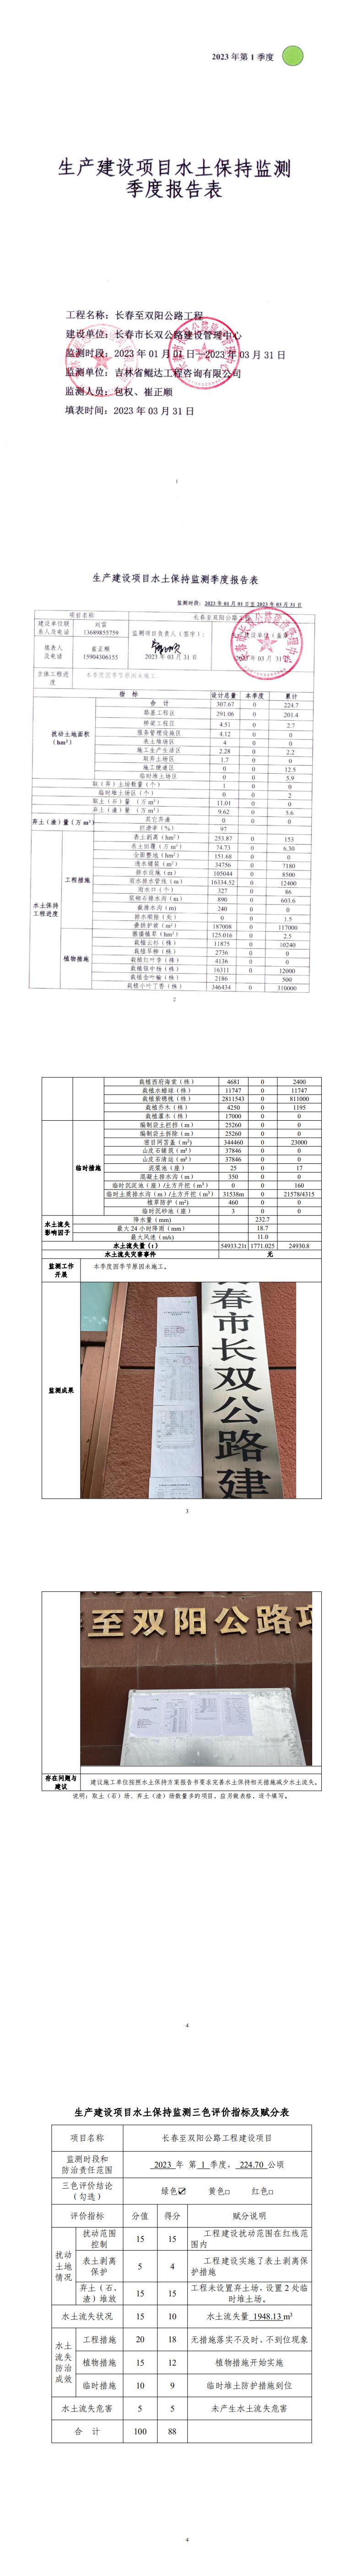 2023 年第 1 季度
生产建设项目水土保持监测
季度报告表
工程名称：长春至双阳公路工程
建设单位：长春市长双公路建设管理中心
监测时段：2023 年 01 月 01 日—2023 年 03 月 31 日
监测单位：吉林省鲲达工程咨询有限公司
监测人员：包权、崔正顺
填表时间：2023 年 03 月 31 日
1
生产建设项目水土保持监测季度报告表
监测时段：2023 年 01 月 01 日至 2023 年 03 月 31 日
项目名称 长春至双阳公路工程
建设单位联系人及电话 刘雷 13689855759 监测项目负责人（签字）： 建设单位（盖章）
填表人及电话 崔正顺 15904306155 2023 年 03 月 31 日
主体工程进度 本季度因季节原因未施工。
指 标 设计总量 本季度 累计
扰动土地面积（hm²） 合 计 307.67 0 224.7
路基工程区 291.06 0 201.4
桥梁工程区 4.51 0 2.7
服务管理设施区 4.12 0 0
表土堆场区 4 0 0
施工生产生活区 2.28 0 2.2
取弃土场区 1.7 0 0
施工便道区 0 0 12.5
临时堆土场区 0 0 5.9
取（弃）土场数量（个） 1 0 0
临时堆土场区（个） 0 0 2
取土（石）量（万 m³） 11.01 0 0
弃土（渣）量（万 m³） 弃土（渣）量（万 m³） 9.62 0 5.6
其它弃渣 0 0 0
拦渣率（%） 97
水土保持工程进度 工程措施 表土剥离（hm²） 253.87 0 153
表土回覆（万 m³） 74.73 0 6.30
全面整地（hm²） 151.68 0 0
透水铺装（m²） 34756 0 7180
排水设施（m） 105044 0 8500
雨水排水管线（m） 16334.52 0 12400
雨水口（个） 327 0 86
浆砌石排水沟（m） 890 0 603.6
截排水沟（m） 240 0 0
排水顺接（处） 0 0 1.5
植物措施 叠拱护坡（m²） 187008 0 117000
撒播植草（hm²） 125.016 0 2.5
栽植云杉（株） 11875 0 10240
栽植旱柳（株） 2736 0 0
栽植红叶李（株） 4136 0 0
栽植银中杨（株） 16311 0 12000
栽植金叶榆（株） 2186 500
栽植小叶丁香（株） 346434 0 310000
2
栽植西府海棠（株） 4681 0 2400
栽植水蜡球（株） 11747 0 11747
栽植紫穗槐（株） 2811543 0 811000
栽植乔木（株） 4250 0 1195
栽植灌木（株） 17000 0 0
临时措施 编制袋土拦挡（m） 25260 0 0
编制袋土拆除（m） 25260 0 0
密目网苫盖（m²） 344460 0 23000
山皮石铺筑（m²） 37846 0 0
山皮石清运（m²） 37846 0 0
泥浆池（座） 25 0 17
混凝土排水沟（m） 350 0 0
临时沉淀池（座）/土方开挖（m³） 0 0 160
临时土质排水沟（m）/土方开挖（m³） 31538m 0 21578/4315
植草防护（m²） 460 0 0
临时沉砂池（座） 3 0 0
水土流失影响因子 降水量（mm） 232.7
最大 24 小时降雨（mm） 18.7
最大风速（m/s） 11.0
水土流失量（t） 54933.21t 1771.025 24930.8
水土流失灾害事件 无
监测工作开展 本季度因季节原因未施工。
监测成果
春市长双公路建
3
至双阳公路项
存在问题与建议 建议施工单位按照水土保持方案报告书要求完善水土保持相关措施减少水土流失。
说明：取土（石）场、弃土（渣）场数量多的项目，应另做表格，逐个填写。
4
生产建设项目水土保持监测三色评价指标及赋分表
项目名称 长春至双阳公路工程建设项目
监测时段和防治责任范围 2023 年 第 1 季度，224.70 公顷
三色评价结论（勾选） 绿色☑ 黄色□ 红色□
评价指标 分值 得分 赋分说明
扰动土地情况 扰动范围控制 15 15 工程建设扰动范围在红线范围内
表土剥离保护 5 4 工程建设实施了表土剥离保护措施
弃土（石、渣）堆放 15 15 工程未设置弃土场，设置 2 处临时堆土场。
水土流失状况 15 10 水土流失量 1948.13 m³
水土流失防治成效 工程措施 20 18 无措施落实不及时、不到位现象
植物措施 15 12 植物措施开始实施
临时措施 10 9 临时堆土防护措施到位
水土流失危害 5 5 未产生水土流失危害
合 计 100 88
4